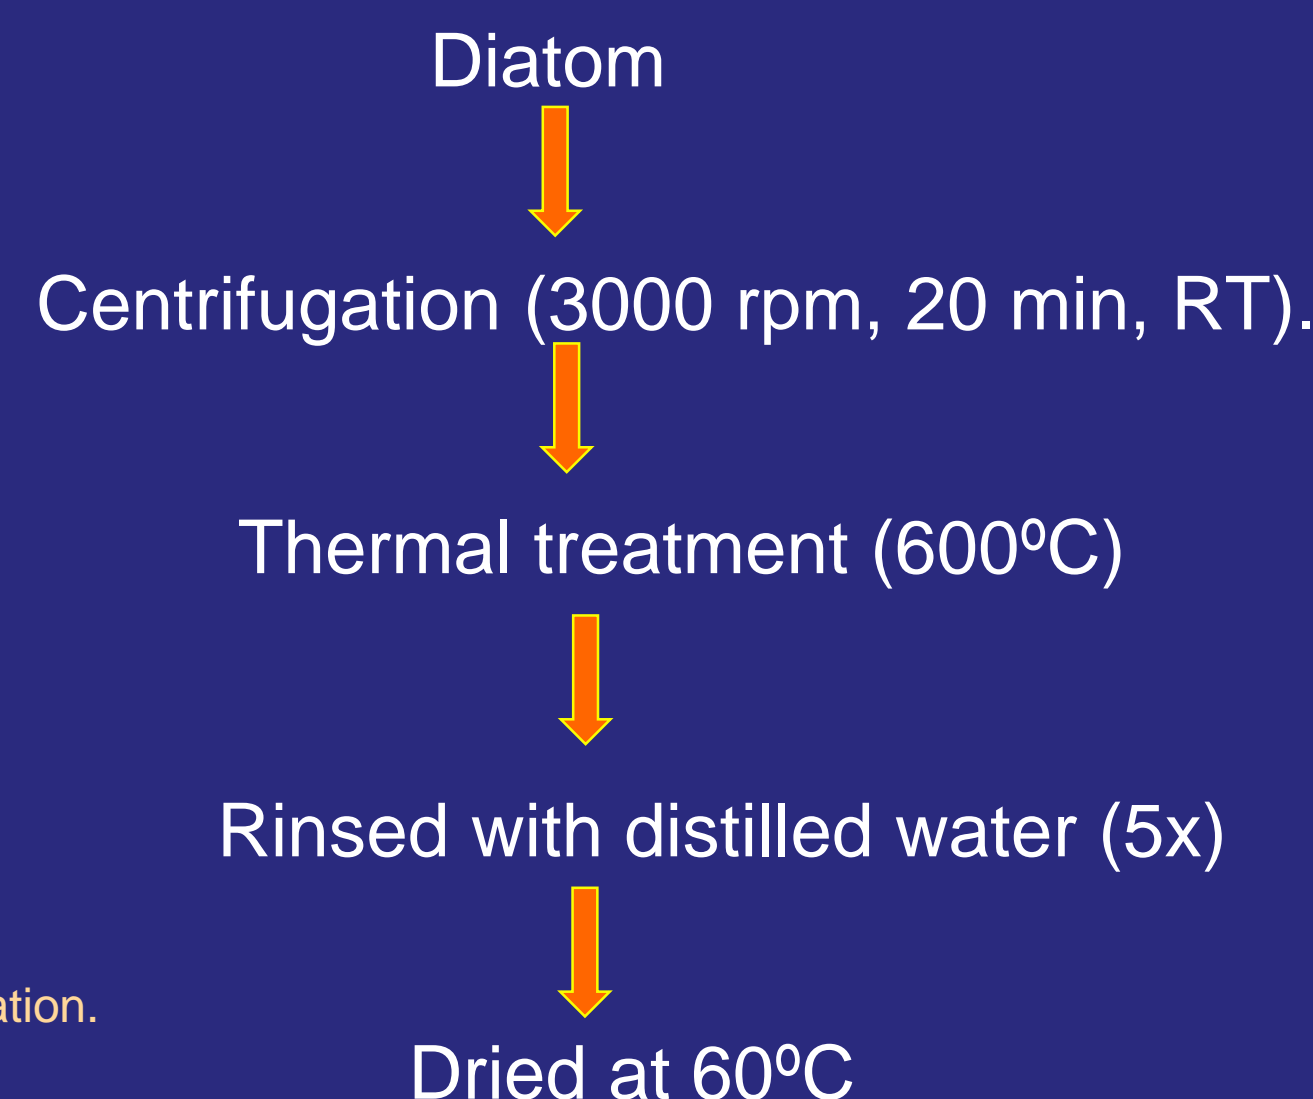 Diatom
Centrifugation (3000 rpm, 20 min, RT).
Thermal treatment (600ºC)
Rinsed with distilled water (5x)
ation.
Dried at 60ºC